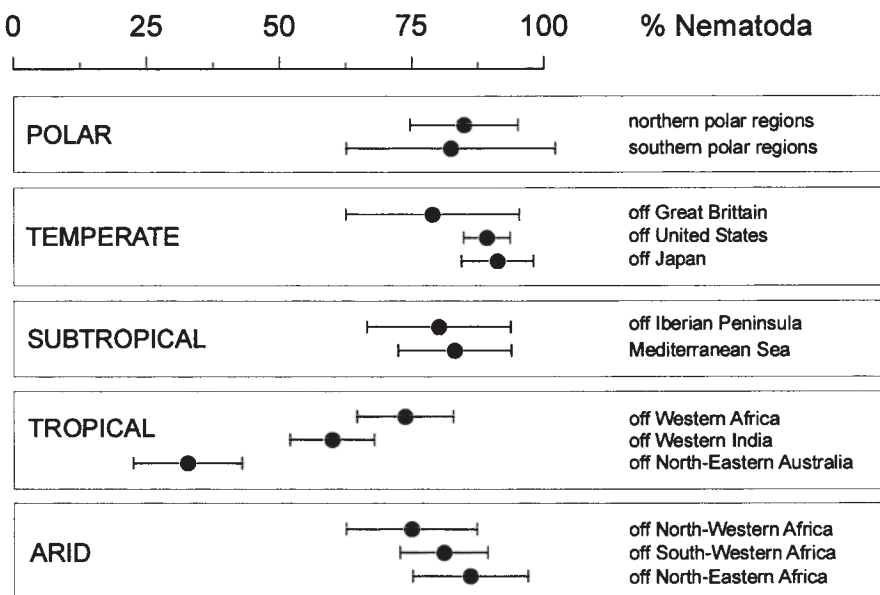 0 25 50 75 100 % Nematoda
POLAR
northern polar regions
southern polar regions
TEMPERATE
off Great Brittain
off United States
off Japan
SUBTROPICAL
off Iberian Peninsula
Mediterranean Sea
TROPICAL
off Western Africa
off Western India
off North-Eastern Australia
ARID
off North-Western Africa
off South-Western Africa
off North-Eastern Africa